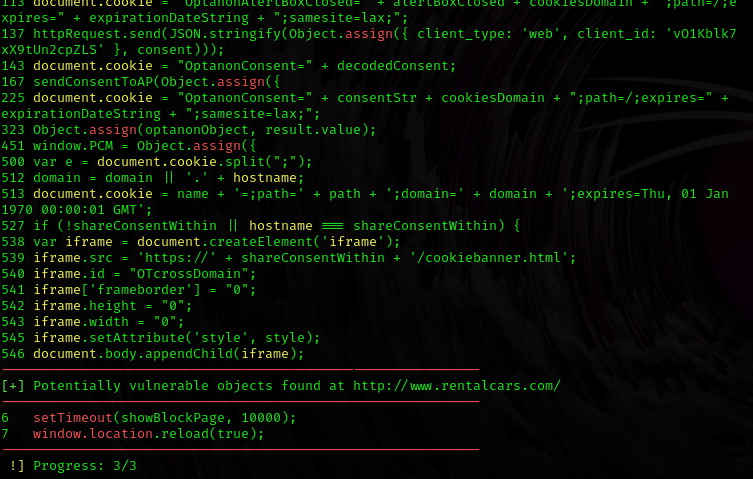 113 document.cookie = "OptanonAlertBoxClosed=" + alertBoxClosed + cookiesDomain + ";path=/;e
xpires=" + expirationDateString + ";samesite=lax;";
137 httpRequest.send(JSON.stringify(Object.assign({ client_type: 'web', client_id: 'vO1Kblk7
xX9tUn2cpZLS' }, consent)));
143 document.cookie = "OptanonConsent=" + decodedConsent;
167 sendConsentToAP(Object.assign({
225 document.cookie = "OptanonConsent=" + consentStr + cookiesDomain + ";path=/;expires=" +
expirationDateString + ";samesite=lax;";
323 Object.assign(optanonObject, result.value);
451 window.PCM = Object.assign({
500 var e = document.cookie.split(";");
512 domain = domain || '.' + hostname;
513 document.cookie = name + '=;path=' + path + ';domain=' + domain + ';expires=Thu, 01 Jan
1970 00:00:01 GMT';
527 if (!shareConsentWithin || hostname === shareConsentWithin) {
538 var iframe = document.createElement('iframe');
539 iframe.src = 'https://' + shareConsentWithin + '/cookiebanner.html';
540 iframe.id = "OTcrossDomain";
541 iframe['frameborder'] = "0";
542 iframe.height = "0";
543 iframe.width = "0";
545 iframe.setAttribute('style', style);
546 document.body.appendChild(iframe);
[+] Potentially vulnerable objects found at http://www.rentalcars.com/
6 setTimeout(showBlockPage, 10000);
7 window.location.reload(true);
!] Progress: 3/3